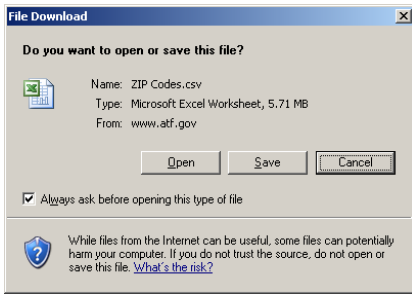 File Download
Do you want to open or save this file?
Name: ZIP Codes.csv
Type: Microsoft Excel Worksheet, 5.71 MB
From: www.atf.gov
Open Save Cancel
Always ask before opening this type of file
While files from the Internet can be useful, some files can potentially
harm your computer. If you do not trust the source, do not open or
save this file. What's the risk?